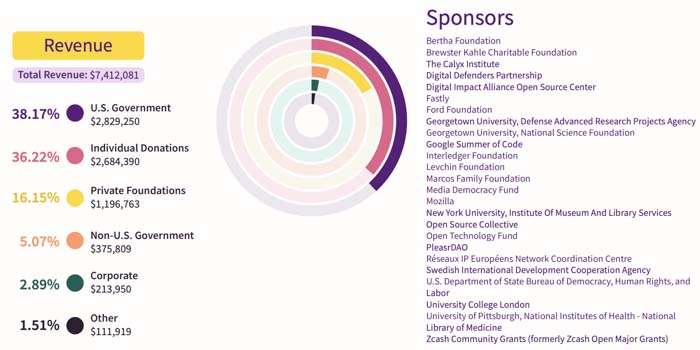 Revenue
Total Revenue: $7,412,081
38.17%
U.S. Government
$2,829,250
36.22%
Individual Donations
$2,684,390
16.15%
Private Foundations
$1,196,763
5.07%
Non-U.S. Government
$375,809
2.89%
Corporate
$213,950
1.51%
Other
$111,919
Sponsors
Bertha Foundation
Brewster Kahle Charitable Foundation
The Calyx Institute
Digital Defenders Partnership
Digital Impact Alliance Open Source Center
Fastly
Ford Foundation
Georgetown University, Defense Advanced Research Projects Agency
Georgetown University, National Science Foundation
Google Summer of Code
Interledger Foundation
Levchin Foundation
Marcos Family Foundation
Media Democracy Fund
Mozilla
New York University, Institute Of Museum And Library Services
Open Source Collective
Open Technology Fund
PleasrDAO
Réseaux IP Européens Network Coordination Centre
Swedish International Development Cooperation Agency
U.S. Department of State Bureau of Democracy, Human Rights, and
Labor
University College London
University of Pittsburgh, National Institutes of Health - National
Library of Medicine
Zcash Community Grants (formerly Zcash Open Major Grants)